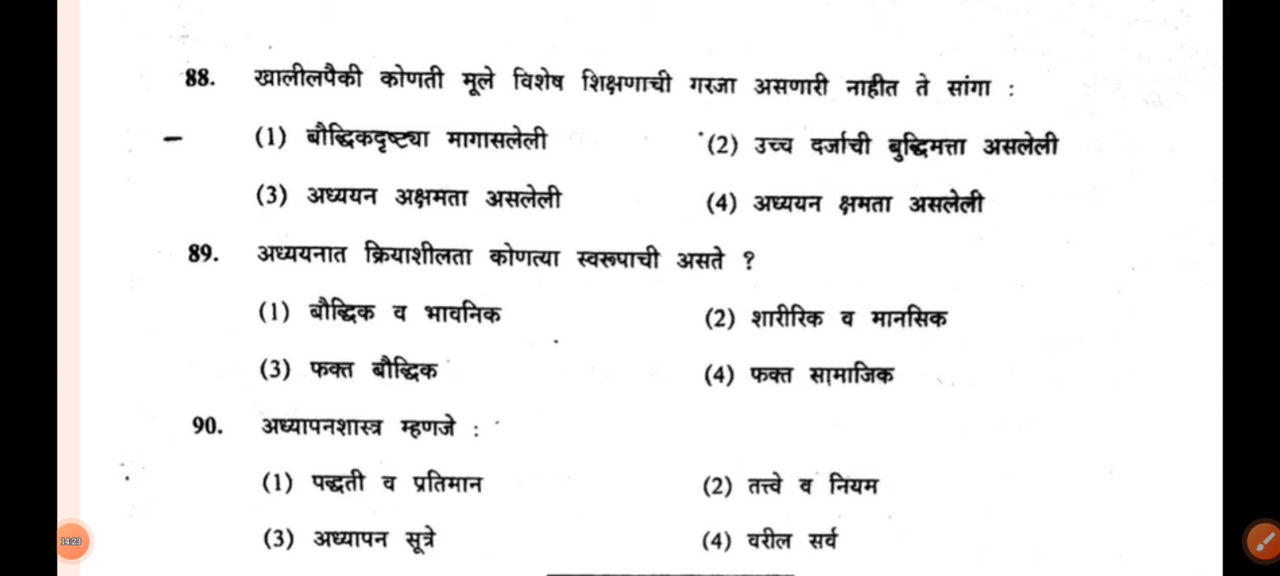 88. खालीलपैकी कोणती मूले विशेष शिक्षणाची गरजा असणारी नाहीत ते सांगा :
(1) बौद्धिकदृष्ट्या मागासलेली (2) उच्च दर्जाची बुद्धिमत्ता असलेली
(3) अध्ययन अक्षमता असलेली (4) अध्ययन क्षमता असलेली
89. अध्ययनात क्रियाशीलता कोणत्या स्वरूपाची असते ?
(1) बौद्धिक व भावनिक (2) शारीरिक व मानसिक
(3) फक्त बौद्धिक (4) फक्त सामाजिक
90. अध्यापनशास्त्र म्हणजे :
(1) पद्धती व प्रतिमान (2) तत्त्वे व नियम
(3) अध्यापन सूत्रे (4) वरील सर्व
14:23